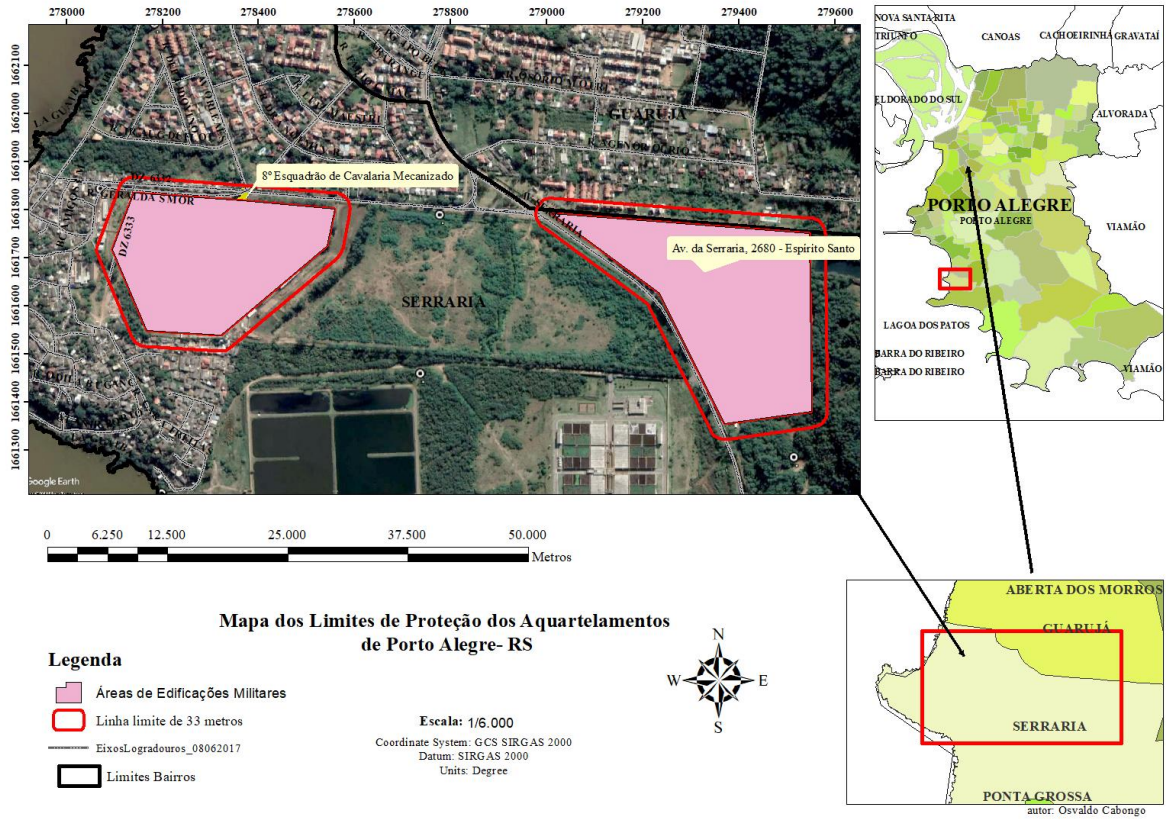 278000 278200 278400 278600 278800 279000 279200 279400 279600
1662100
1662000
1661900
1661800
1661700
1661600
1661500
1661400
1661300
8º Esquadrão de Cavalaria Mecanizado
Av. da Serraria, 2680 - Espírito Santo
GUARUJÁ
SERRARIA
DZ 6333
Google Earth
NOVA SANTA RITA
TRIUNFO
CANOAS
CACHOEIRINHA
GRAVATAÍ
ELDORADO DO SUL
ALVORADA
PORTO ALEGRE
PORTO ALEGRE
VIAMÃO
LAGOA DOS PATOS
BARRA DO RIBEIRO
BARRA DO RIBEIRO
VIAMÃO
0 6.250 12.500 25.000 37.500 50.000
Metros
Mapa dos Limites de Proteção dos Aquartelamentos
de Porto Alegre- RS
Legenda
Áreas de Edificações Militares
Linha limite de 33 metros
EixosLogradouros_08062017
Limites Bairros
Escala: 1/6.000
Coordinate System: GCS SIRGAS 2000
Datum: SIRGAS 2000
Units: Degree
N
W E
S
ABERTA DOS MORROS
GUARUJÁ
SERRARIA
PONTA GROSSA
autor: Osvaldo Cabongo